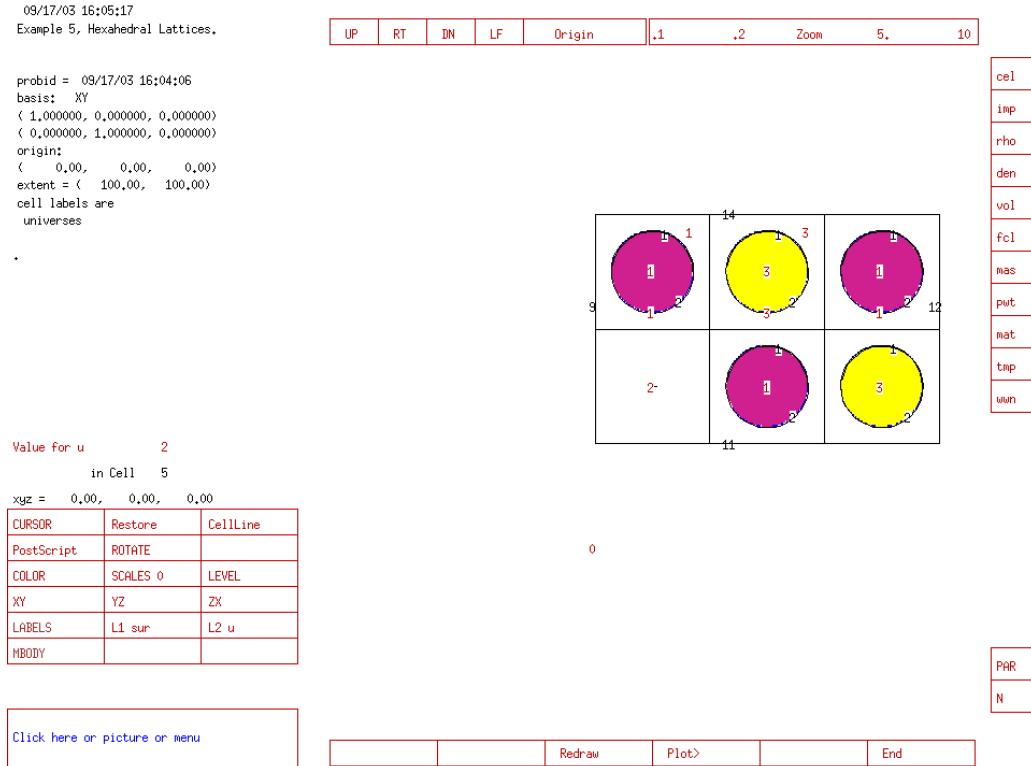 09/17/03 16:05:17
Example 5, Hexahedral Lattices.
UP RT DN LF Origin .1 .2 Zoom 5. 10
probid = 09/17/03 16:04:06
basis: XY
( 1.000000, 0.000000, 0.000000)
( 0.000000, 1.000000, 0.000000)
origin:
( 0.00, 0.00, 0.00)
extent = ( 100.00, 100.00)
cell labels are
universes
cel
imp
rho
den
vol
fcl
mas
pwt
mat
tmp
wwn
14
1 1 1 3 1
1 3 1
9 2 2 2 12
1 3 1
1 1
2- 1 3
2 2
11
0
Value for u 2
in Cell 5
xyz = 0.00, 0.00, 0.00
CURSOR Restore CellLine
PostScript ROTATE
COLOR SCALES 0 LEVEL
XY YZ ZX
LABELS L1 sur L2 u
MBODY
PAR
N
Click here or picture or menu
Redraw Plot> End